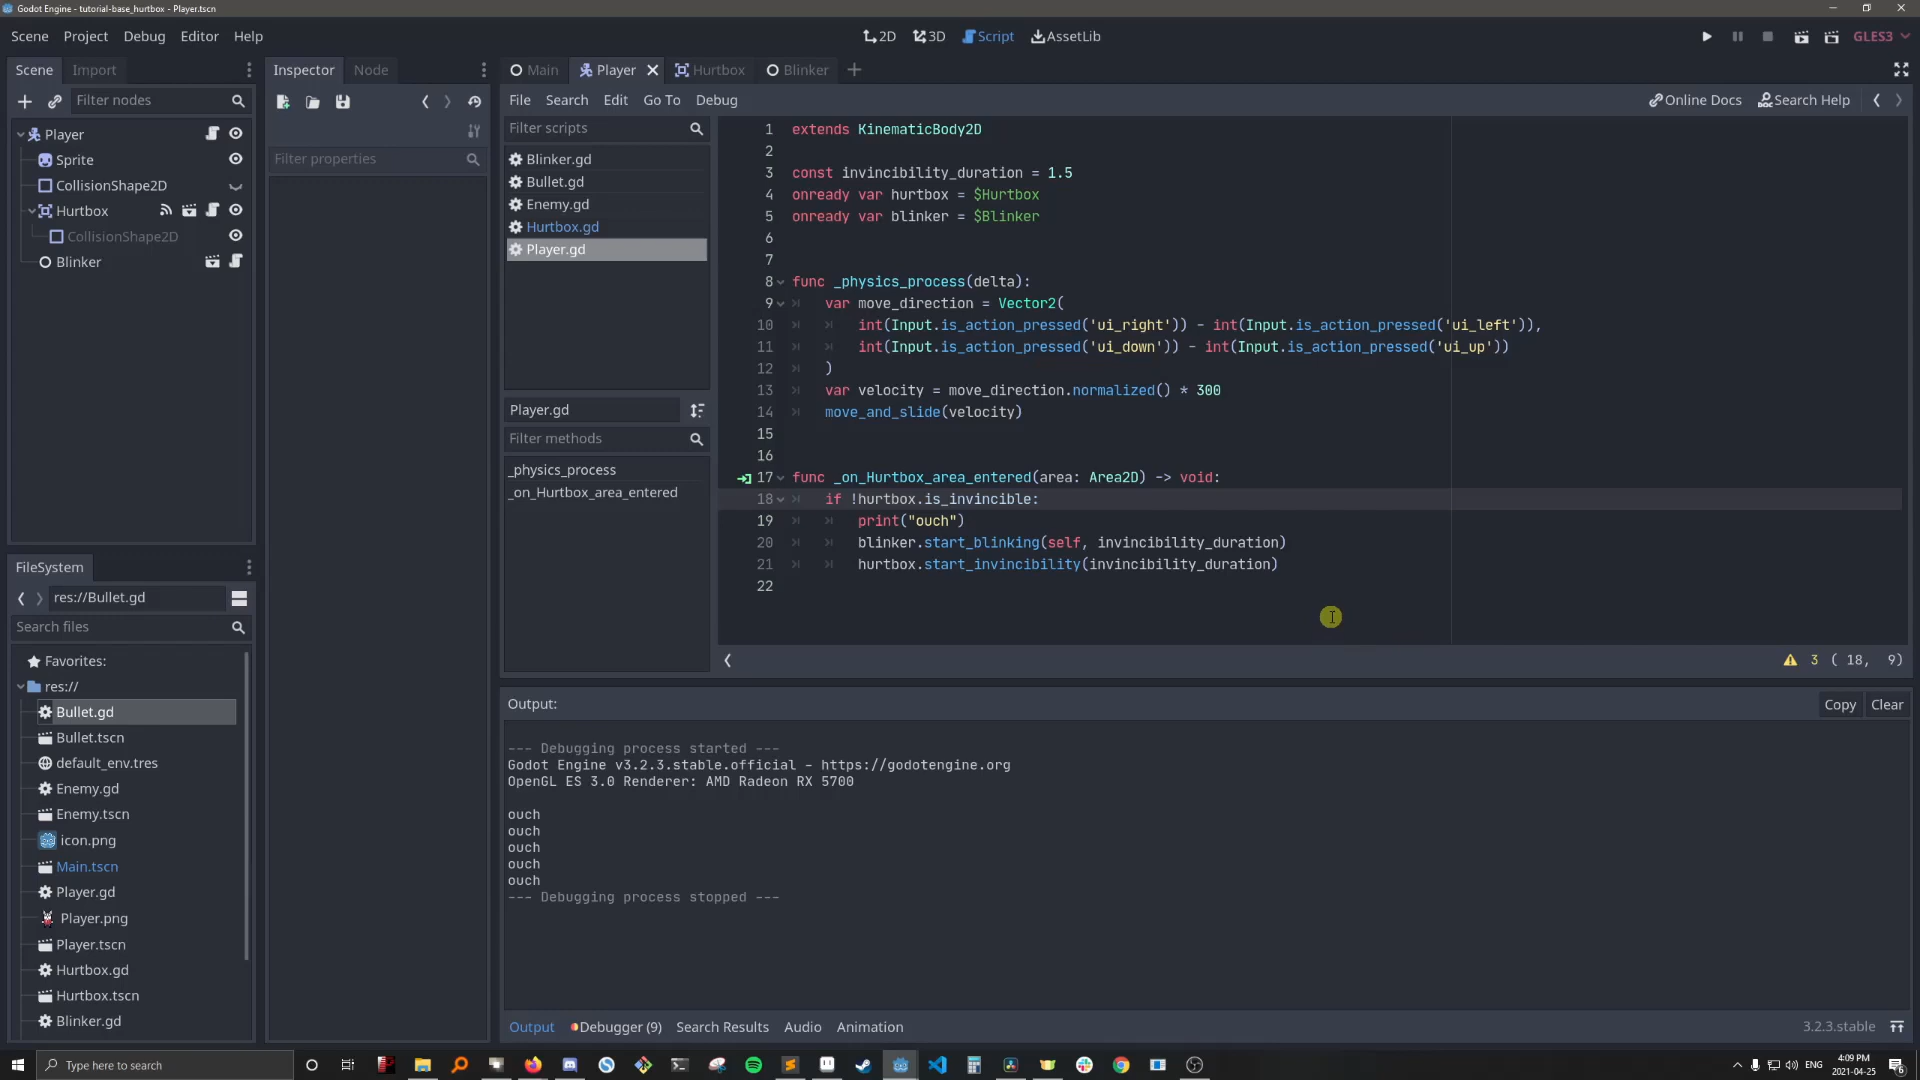 Godot Engine - tutorial-base_hurtbox - Player.tscn
Scene Project Debug Editor Help
2D 3D Script AssetLib
GLES3
Scene Import
Filter nodes
Player
Sprite
CollisionShape2D
Hurtbox
CollisionShape2D
Blinker
Inspector Node
Filter properties
Main Player Hurtbox Blinker
File Search Edit Go To Debug
Online Docs Search Help
Filter scripts
Blinker.gd
Bullet.gd
Enemy.gd
Hurtbox.gd
Player.gd
Player.gd
Filter methods
_physics_process
_on_Hurtbox_area_entered
1 extends KinematicBody2D
2
3 const invincibility_duration = 1.5
4 onready var hurtbox = $Hurtbox
5 onready var blinker = $Blinker
6
7
8 func _physics_process(delta):
9 var move_direction = Vector2(
10 int(Input.is_action_pressed('ui_right')) - int(Input.is_action_pressed('ui_left')),
11 int(Input.is_action_pressed('ui_down')) - int(Input.is_action_pressed('ui_up'))
12 )
13 var velocity = move_direction.normalized() * 300
14 move_and_slide(velocity)
15
16
17 func _on_Hurtbox_area_entered(area: Area2D) -> void:
18 if !hurtbox.is_invincible:
19 print("ouch")
20 blinker.start_blinking(self, invincibility_duration)
21 hurtbox.start_invincibility(invincibility_duration)
22
3 ( 18, 9)
FileSystem
res://Bullet.gd
Search files
Favorites:
res://
Bullet.gd
Bullet.tscn
default_env.tres
Enemy.gd
Enemy.tscn
icon.png
Main.tscn
Player.gd
Player.png
Player.tscn
Hurtbox.gd
Hurtbox.tscn
Blinker.gd
Output:
Copy Clear
--- Debugging process started ---
Godot Engine v3.2.3.stable.official - https://godotengine.org
OpenGL ES 3.0 Renderer: AMD Radeon RX 5700
ouch
ouch
ouch
ouch
ouch
--- Debugging process stopped ---
Output Debugger (9) Search Results Audio Animation
3.2.3.stable
Type here to search
ENG
4:09 PM
2021-04-25